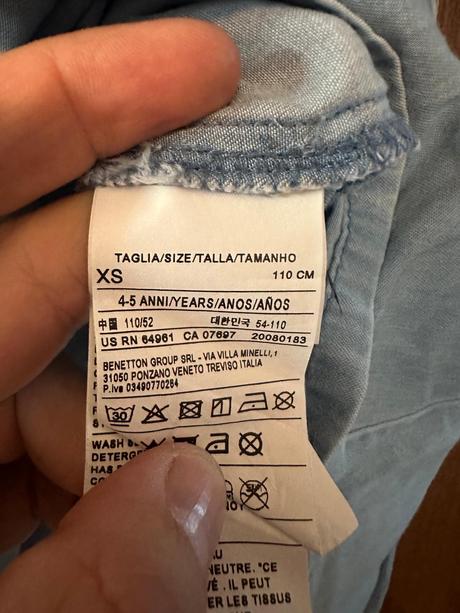 TAGLIA/SIZE/TALLA/TAMANHO
XS 110 CM
4-5 ANNI/YEARS/ANOS/AÑOS
中国 110/52 대한민국 54-110
US RN 64961 CA 07697 20080183
BENETTON GROUP SRL - VIA VILLA MINELLI, 1
31050 PONZANO VENETO TREVISO ITALIA
P.Iva 03490770264
30
WASH
DETERG
HAS
NEUTRE. "CE
. IL PEUT
ER LES TISSUS